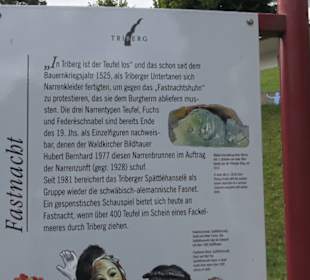 TRIBERG
„In Triberg ist der Teufel los" und das schon seit dem
Bauernkriegsjahr 1525, als Triberger Untertanen sich
Narrenkleider fertigten, um gegen das „Fastnachtshuhn"
zu protestieren, das sie dem Burgherrn abliefern muss-
ten. Die drei Narrentypen Teufel, Fuchs
und Federeschnabel sind bereits Ende
des 19. Jhs. als Einzelfiguren nachweis-
bar, denen der Waldkircher Bildhauer
Hubert Bernhard 1977 diesen Narrenbrunnen im Auftrag
der Narrenzunft (gegr. 1928) schuf.
Seit 1981 bereichert das Triberger Spättlehansele als
Gruppe wieder die schwäbisch-alemannische Fasnet.
Ein gespenstisches Schauspiel bietet sich heute an
Fastnacht, wenn über 400 Teufel im Schein eines Fackel-
meeres durch Triberg ziehen.
Fastnacht